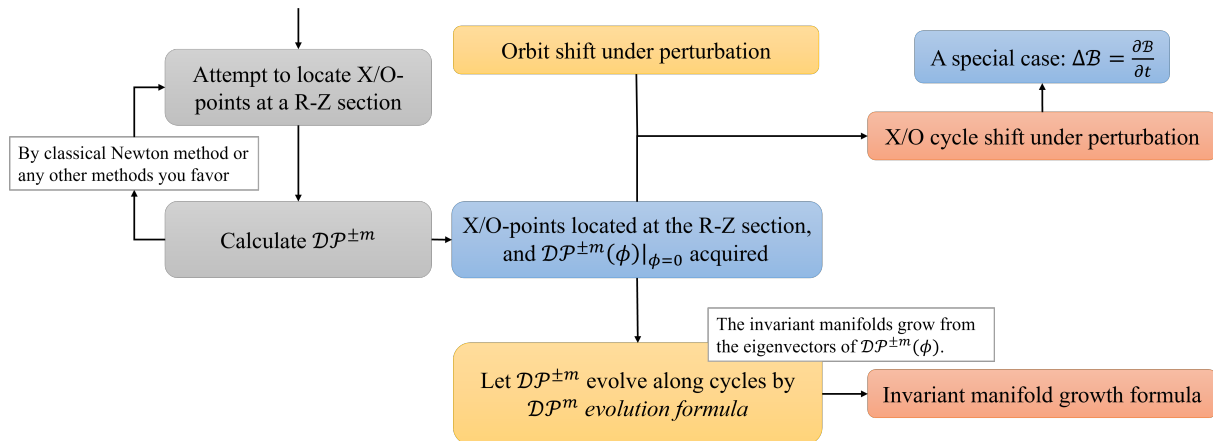 Attempt to locate X/O-
points at a R-Z section
By classical Newton method or
any other methods you favor
Calculate 𝒟𝒫^{±m}
Orbit shift under perturbation
A special case: Δℬ = ∂ℬ/∂t
X/O cycle shift under perturbation
X/O-points located at the R-Z section,
and 𝒟𝒫^{±m}(ϕ)|_{ϕ=0} acquired
The invariant manifolds grow from
the eigenvectors of 𝒟𝒫^{±m}(ϕ).
Let 𝒟𝒫^{±m} evolve along cycles by
𝒟𝒫^{m} evolution formula
Invariant manifold growth formula